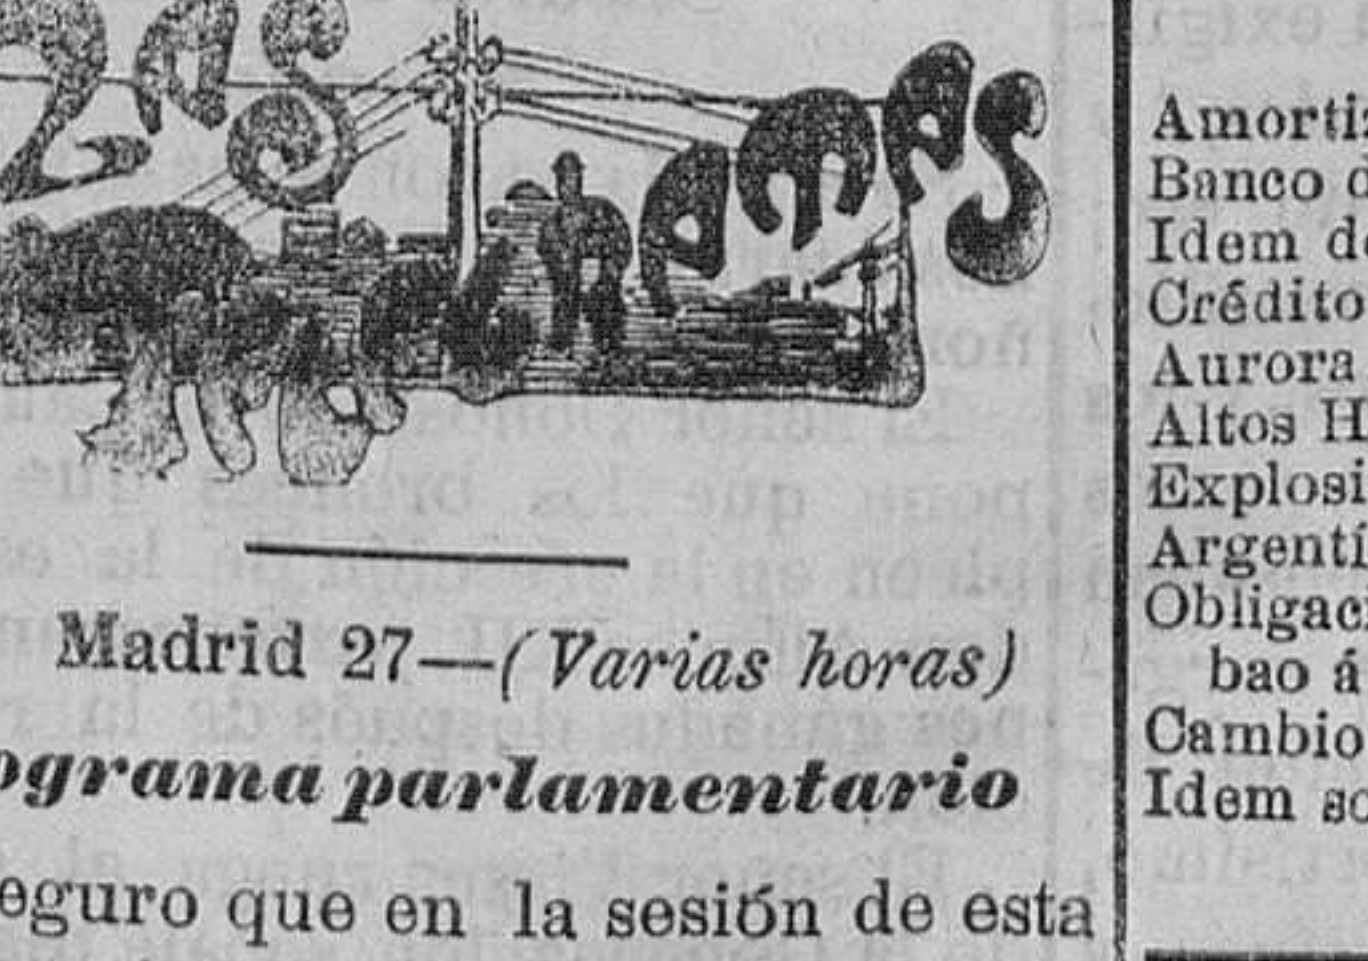 Madrid 27—(Varias horas)
ograma parlamentario
eguro que en la sesión de esta
Amorti
Banco
Idem de
Crédito
Aurora
Altos H
Explosi
Argentí
Obligaci
bao á
Cambio
Idem so